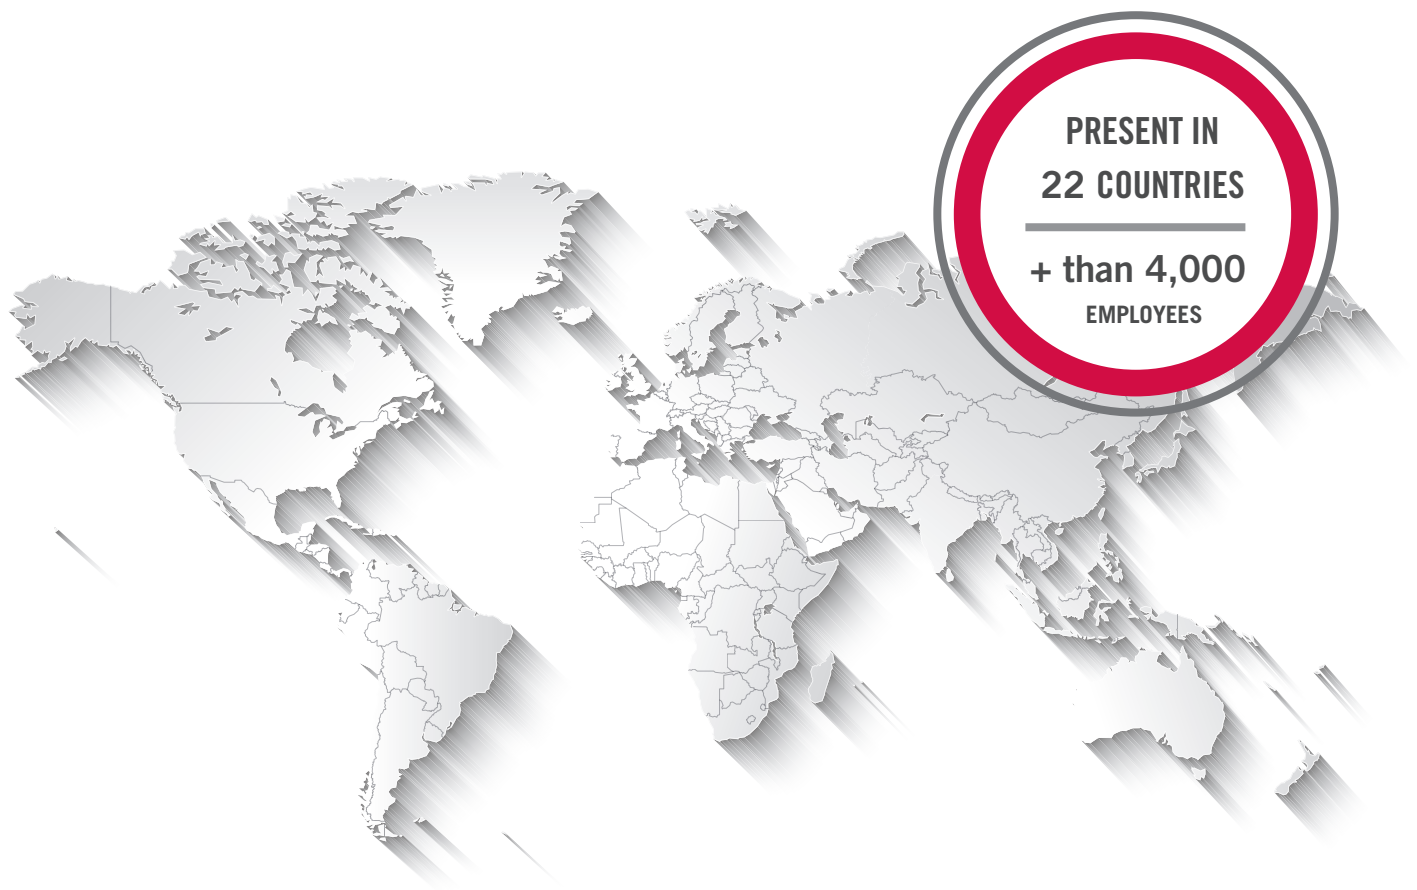 PRESENT IN
22 COUNTRIES
+ than 4,000
EMPLOYEES